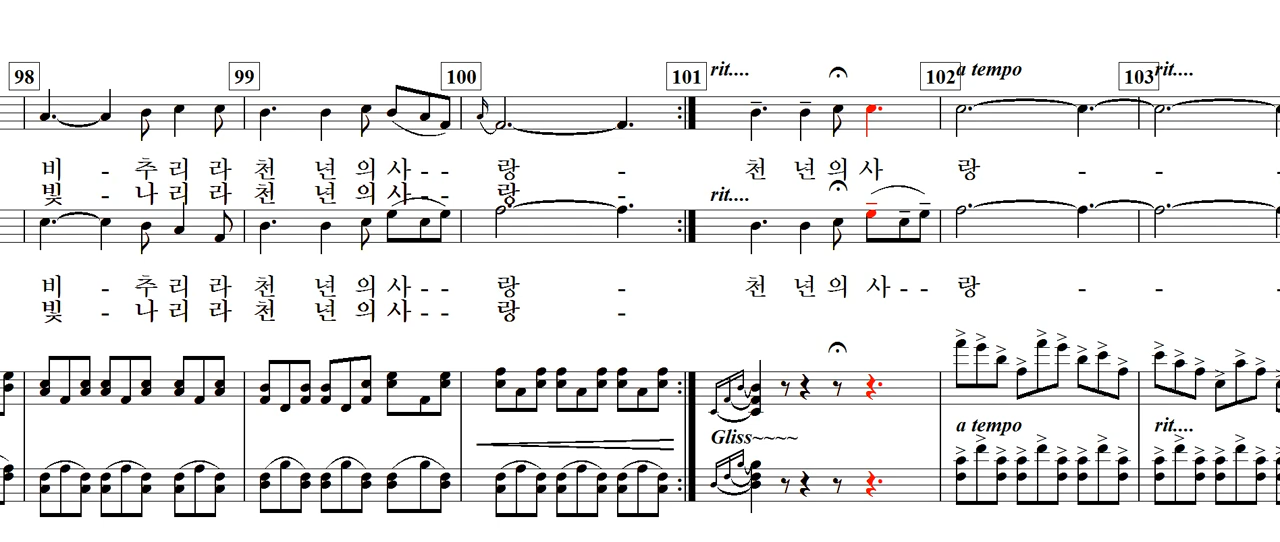 98 99 100 101 rit.... 102 a tempo 103 rit....
비 - 추 리 라 천 년 의 사 - - 랑 - 천 년 의 사 랑 - - -
빛 - 나 리 라 천 년 의 사 - - 랑 -
rit....
비 - 추 리 라 천 년 의 사 - - 랑 - 천 년 의 사 - - 랑 - - -
빛 - 나 리 라 천 년 의 사 - - 랑 -
Gliss~~~~ a tempo rit....